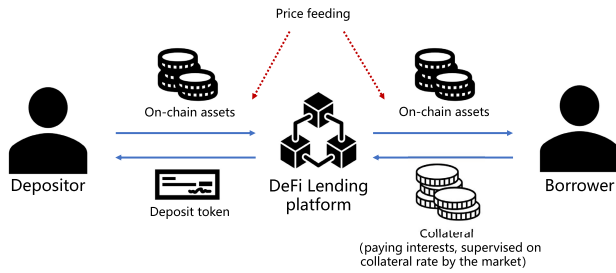 Price feeding
On-chain assets
On-chain assets
Depositor
DeFi Lending
platform
Borrower
Deposit token
Collateral
(paying interests, supervised on
collateral rate by the market)